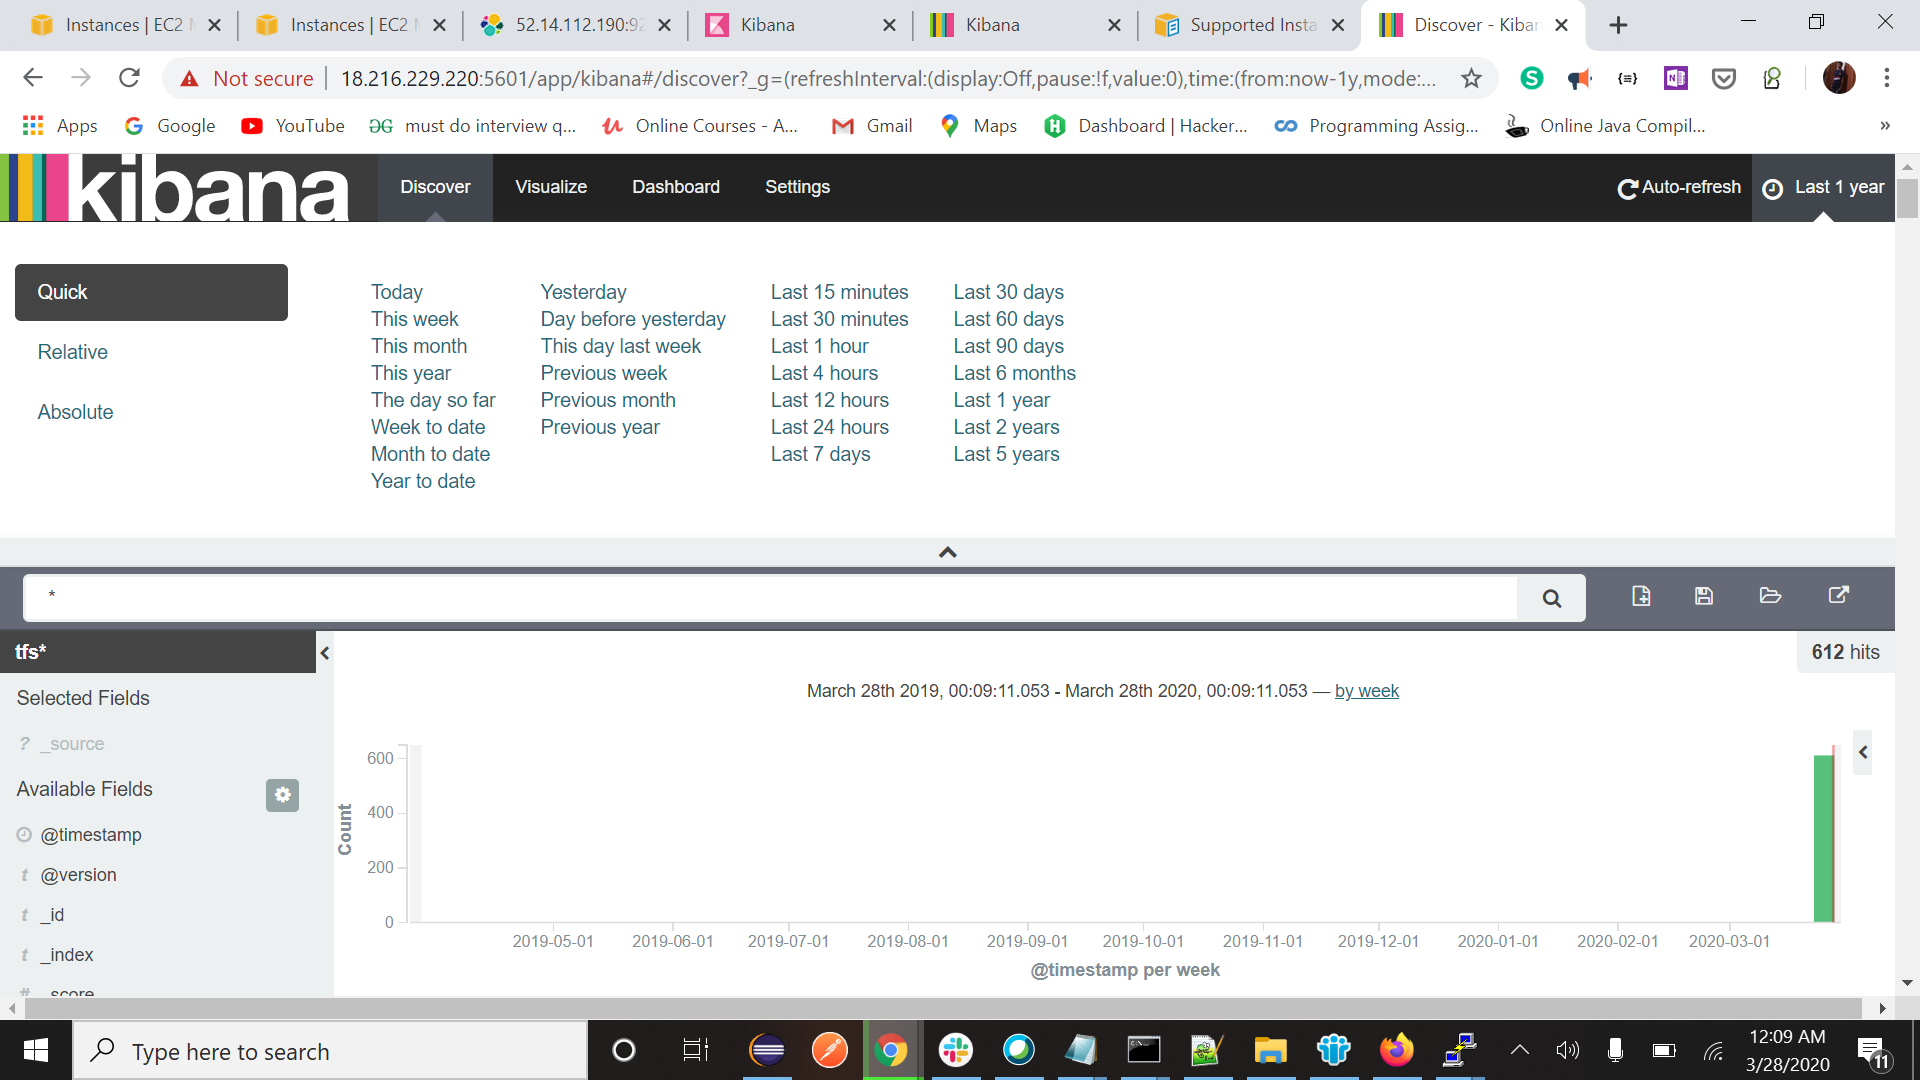 Instances | EC2 M
Instances | EC2 M
52.14.112.190:92
Kibana
Kibana
Supported Insta
Discover - Kiban
Not secure
18.216.229.220:5601/app/kibana#/discover?_g=(refreshInterval:(display:Off,pause:!f,value:0),time:(from:now-1y,mode:...
Apps
Google
YouTube
must do interview q...
Online Courses - A...
Gmail
Maps
Dashboard | Hacker...
Programming Assig...
Online Java Compil...
»
kibana
Discover
Visualize
Dashboard
Settings
Auto-refresh
Last 1 year
Quick
Relative
Absolute
Today
This week
This month
This year
The day so far
Week to date
Month to date
Year to date
Yesterday
Day before yesterday
This day last week
Previous week
Previous month
Previous year
Last 15 minutes
Last 30 minutes
Last 1 hour
Last 4 hours
Last 12 hours
Last 24 hours
Last 7 days
Last 30 days
Last 60 days
Last 90 days
Last 6 months
Last 1 year
Last 2 years
Last 5 years
*
tfs*
612 hits
Selected Fields
? _source
Available Fields
@timestamp
t @version
t _id
t _index
# _score
March 28th 2019, 00:09:11.053 - March 28th 2020, 00:09:11.053 — by week
Count
600
400
200
0
2019-05-01
2019-06-01
2019-07-01
2019-08-01
2019-09-01
2019-10-01
2019-11-01
2019-12-01
2020-01-01
2020-02-01
2020-03-01
@timestamp per week
Type here to search
12:09 AM
3/28/2020
11